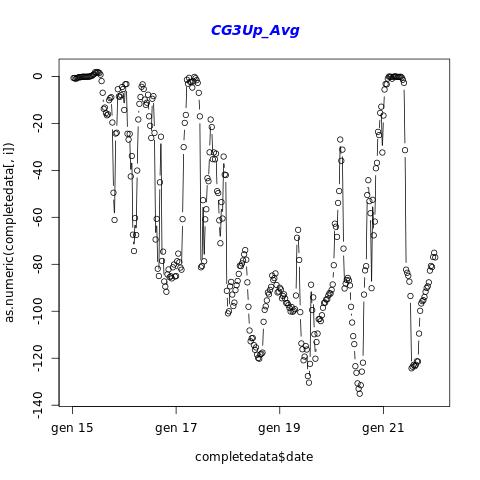 CG3Up_Avg
as.numeric(completedata[, i])
0
-20
-40
-60
-80
-100
-120
-140
gen 15
gen 17
gen 19
gen 21
completedata$date